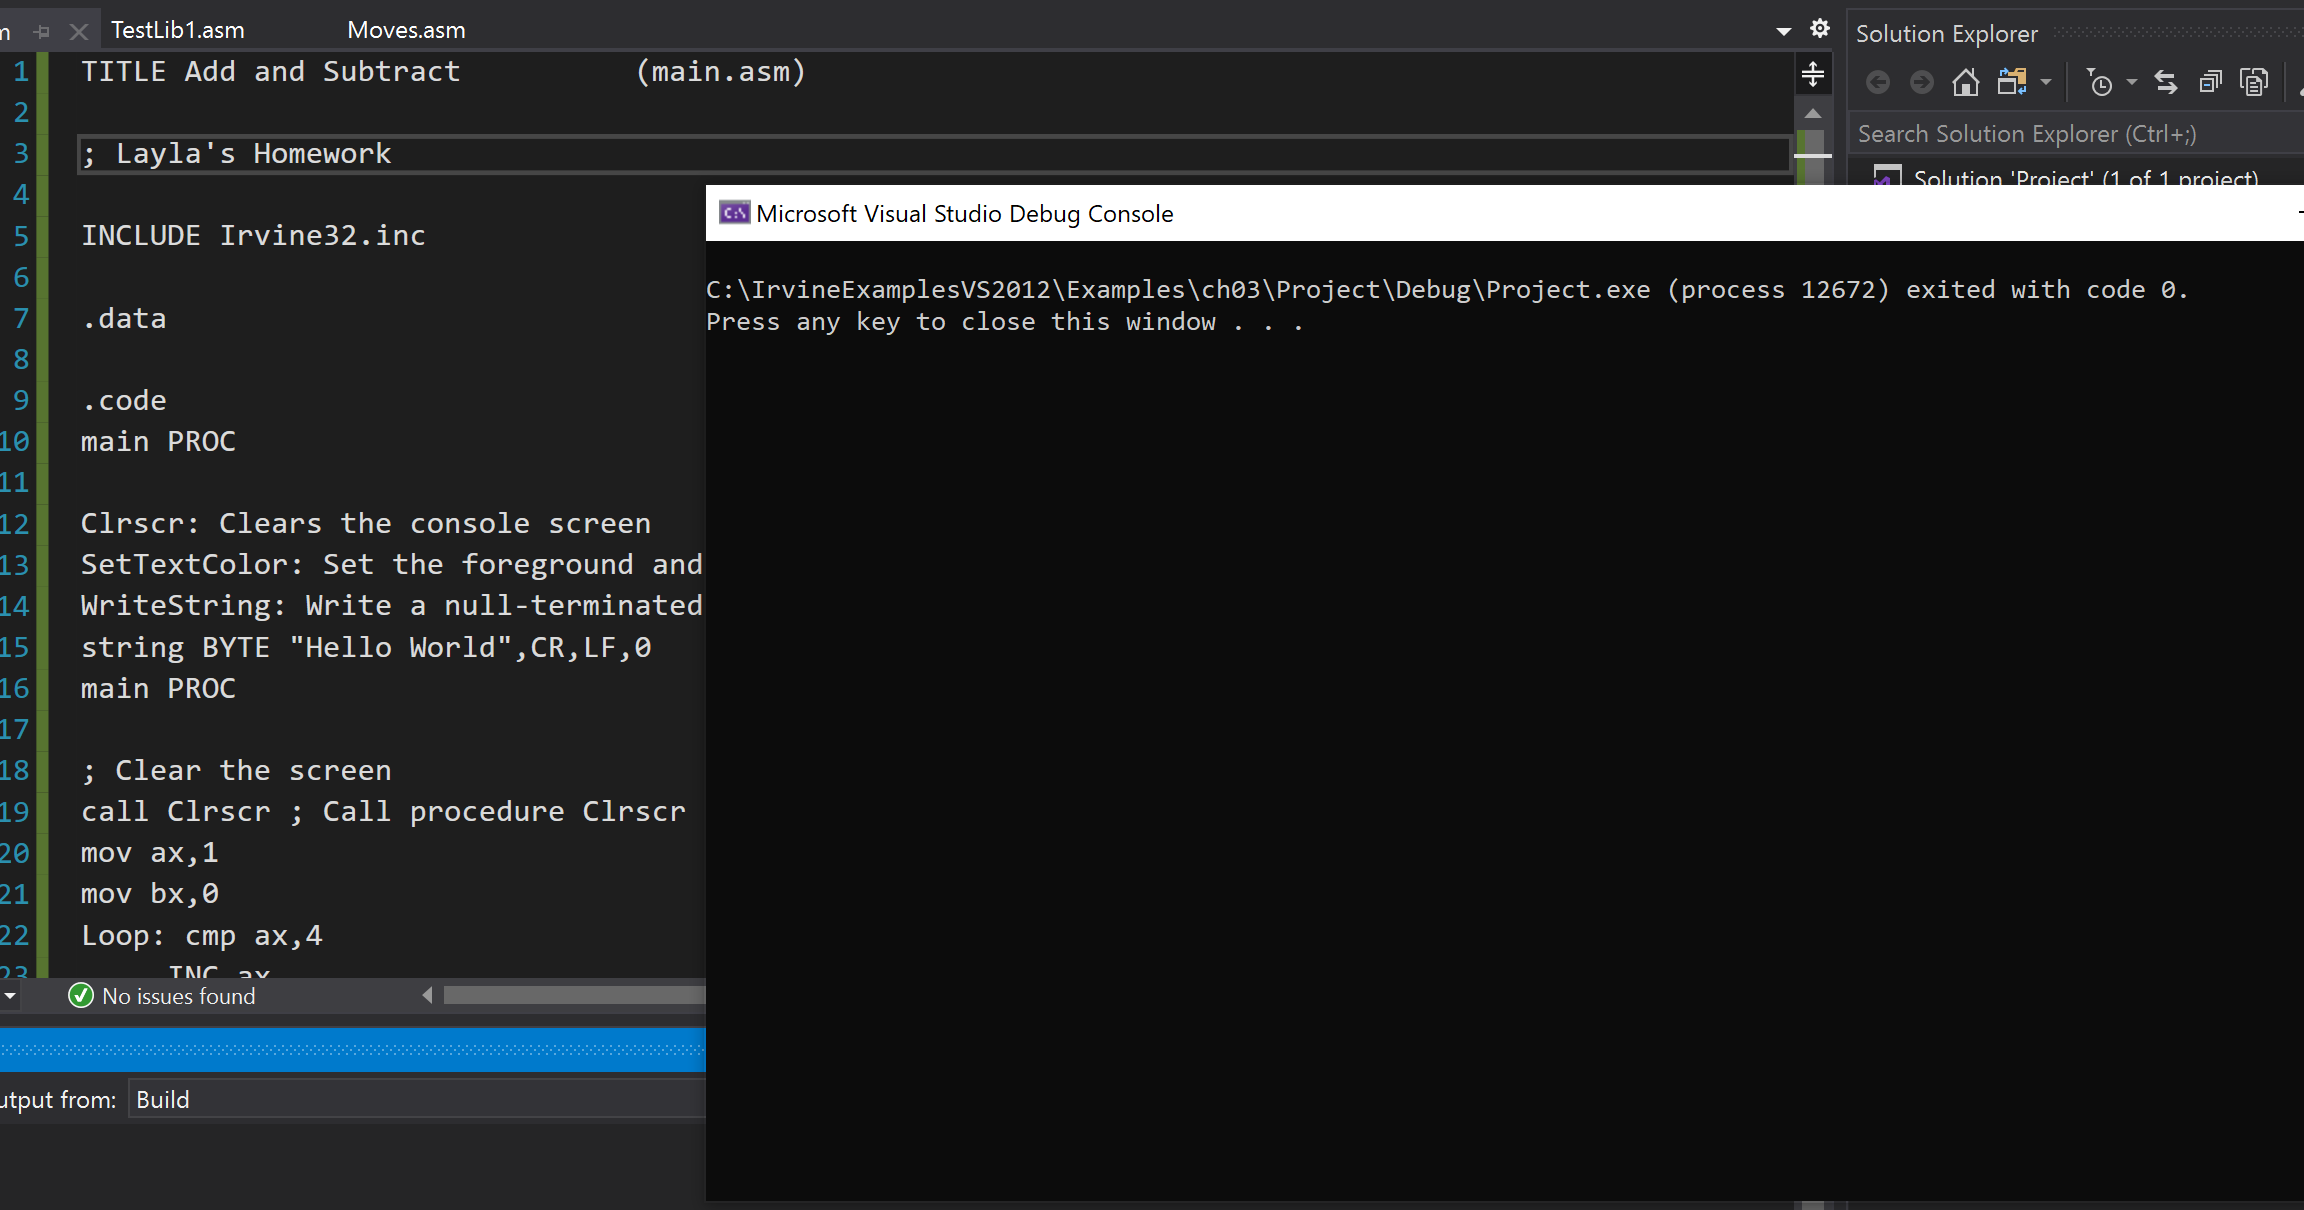 TestLib1.asm Moves.asm
1 TITLE Add and Subtract (main.asm)
2
3 ; Layla's Homework
4
5 INCLUDE Irvine32.inc
6
7 .data
8
9 .code
10 main PROC
11
12 Clrscr: Clears the console screen
13 SetTextColor: Set the foreground and
14 WriteString: Write a null-terminated
15 string BYTE "Hello World",CR,LF,0
16 main PROC
17
18 ; Clear the screen
19 call Clrscr ; Call procedure Clrscr
20 mov ax,1
21 mov bx,0
22 Loop: cmp ax,4
23 INC ax
No issues found
utput from: Build
Solution Explorer
Search Solution Explorer (Ctrl+;)
Solution 'Project' (1 of 1 project)
C:\ Microsoft Visual Studio Debug Console
C:\IrvineExamplesVS2012\Examples\ch03\Project\Debug\Project.exe (process 12672) exited with code 0.
Press any key to close this window . . .